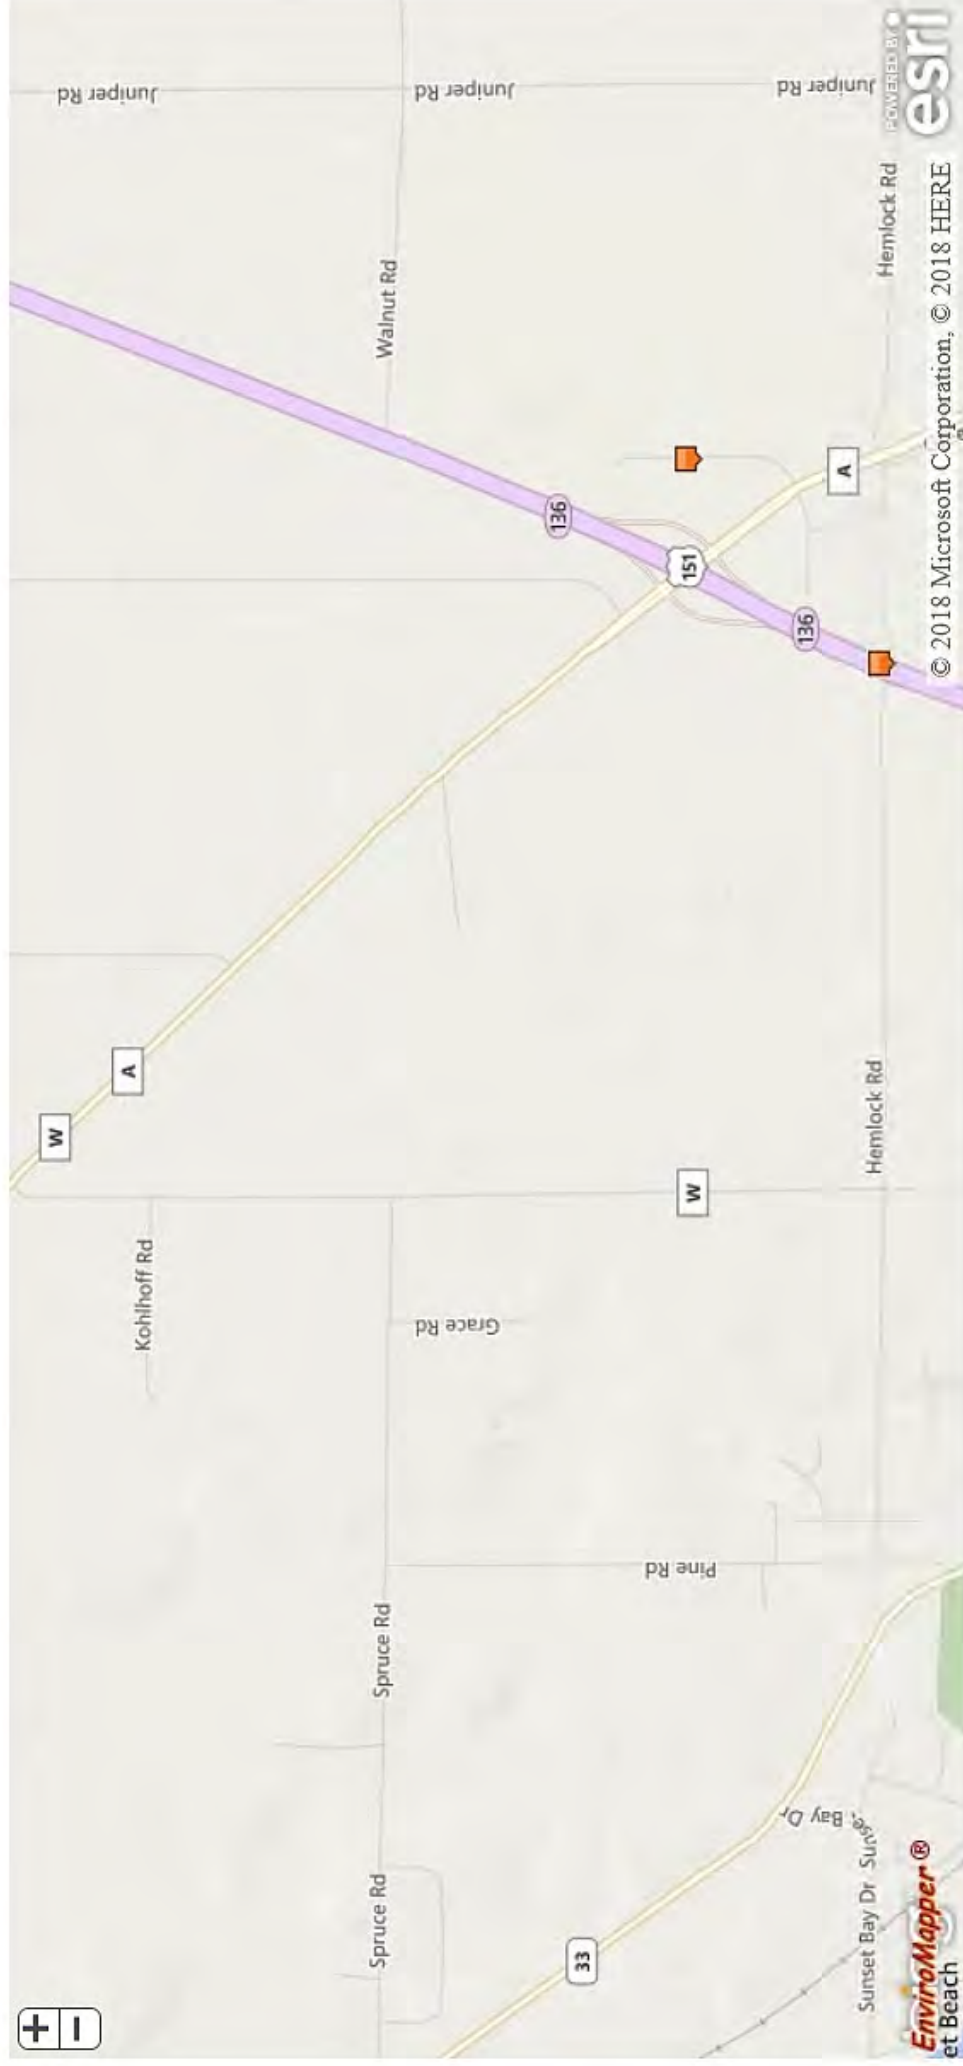 +
−
W
Juniper Rd
A
Kohlhoff Rd
Spruce Rd
Spruce Rd
Walnut Rd
Grace Rd
Juniper Rd
136
33
Pine Rd
W
151
136
Juniper Rd
A
Bay Dr
Sunset Bay Dr
Hemlock Rd
Hemlock Rd
POWERED BY
esri
EnviroMapper®
© 2018 Microsoft Corporation, © 2018 HERE
et Beach